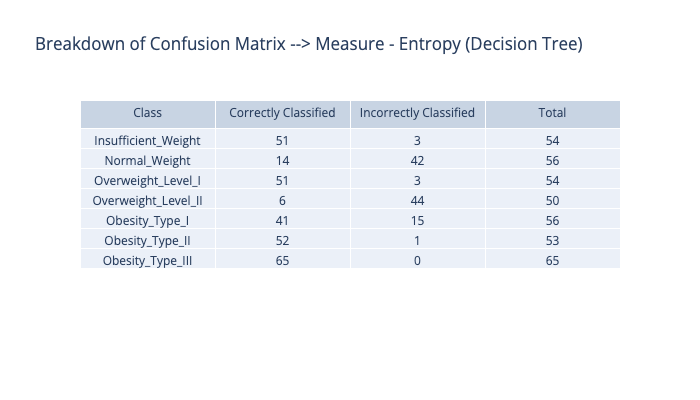 Breakdown of Confusion Matrix --> Measure - Entropy (Decision Tree)
Class Correctly Classified Incorrectly Classified Total
Insufficient_Weight 51 3 54
Normal_Weight 14 42 56
Overweight_Level_I 51 3 54
Overweight_Level_II 6 44 50
Obesity_Type_I 41 15 56
Obesity_Type_II 52 1 53
Obesity_Type_III 65 0 65